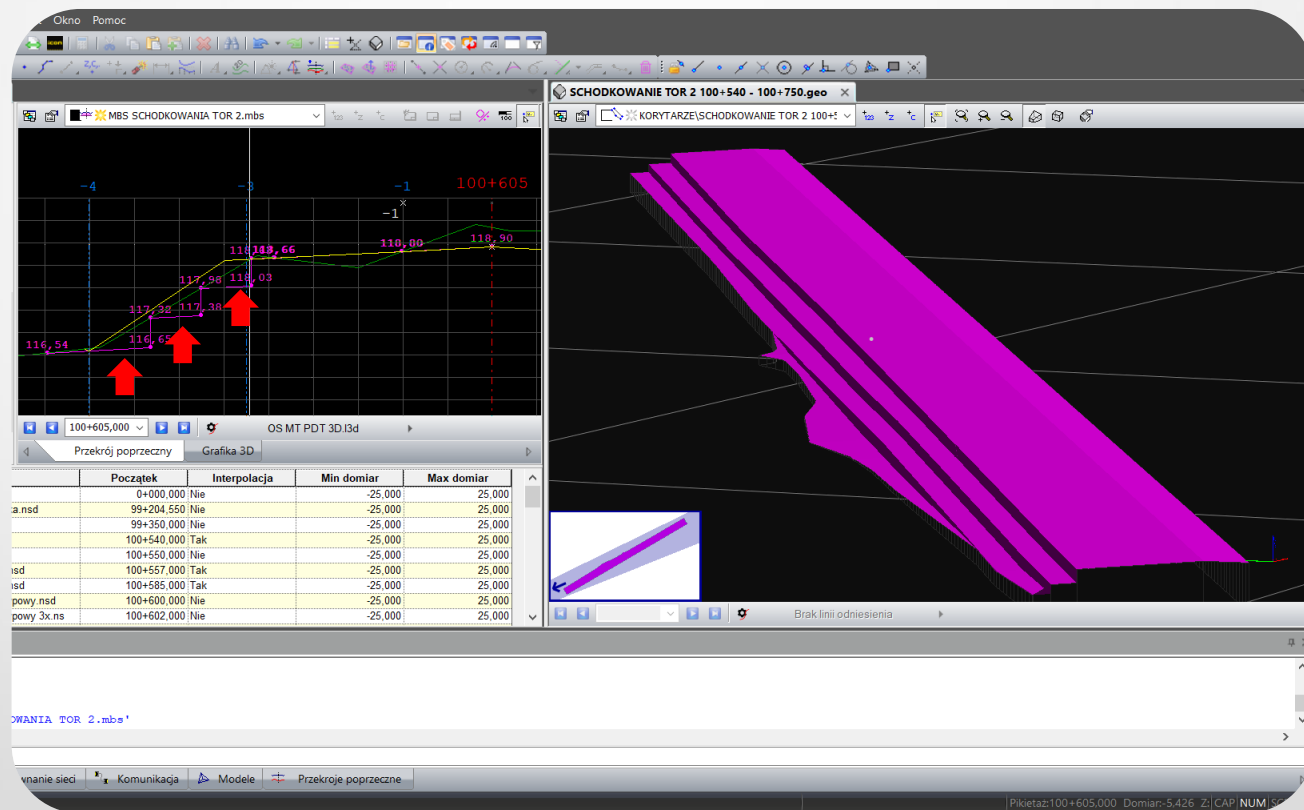 Okno Pomoc
SCHODKOWANIE TOR 2 100+540 - 100+750.geo
MBS SCHODKOWANIA TOR 2.mbs
KORYTARZE\SCHODKOWANIE TOR 2 100+5
-4 -3 -1 100+605
-1
118,66 118,80 118,90
117,98 118,03
117,38 117,38
116,54
100+605,000 OS MT PDT 3D.l3d
Przekrój poprzeczny Grafika 3D
Początek Interpolacja Min domiar Max domiar
0+000,000 Nie -25,000 25,000
a.nsd 99+204,550 Nie -25,000 25,000
99+350,000 Nie -25,000 25,000
100+540,000 Tak -25,000 25,000
100+550,000 Nie -25,000 25,000
nsd 100+557,000 Tak -25,000 25,000
nsd 100+585,000 Tak -25,000 25,000
powy.nsd 100+600,000 Nie -25,000 25,000
powy 3x.ns 100+602,000 Nie -25,000 25,000
Brak linii odniesienia
OWANIA TOR 2.mbs'
wnanie sieci Komunikacja Modele Przekroje poprzeczne
Pikietaż:100+605.000 Domiar:-5.426 Z: CAP NUM